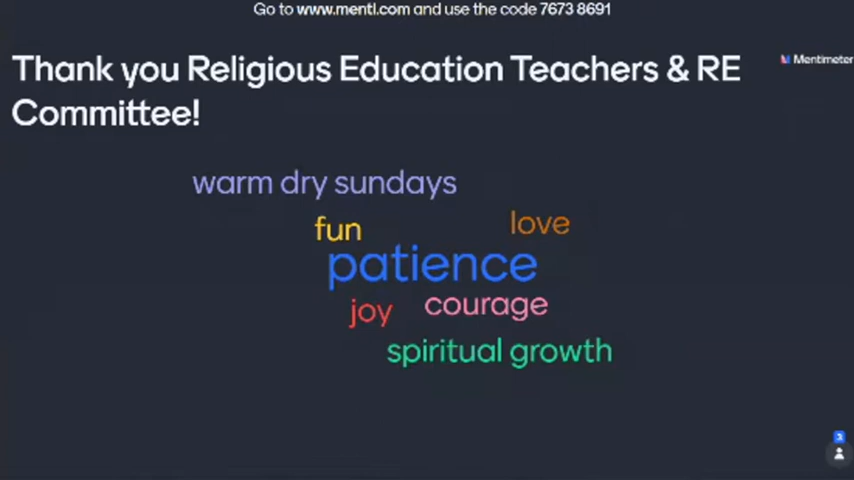 Go to www.menti.com and use the code 7673 8691
Thank you Religious Education Teachers & RE
Committee!
Mentimeter
warm dry sundays
fun
love
patience
joy
courage
spiritual growth
3